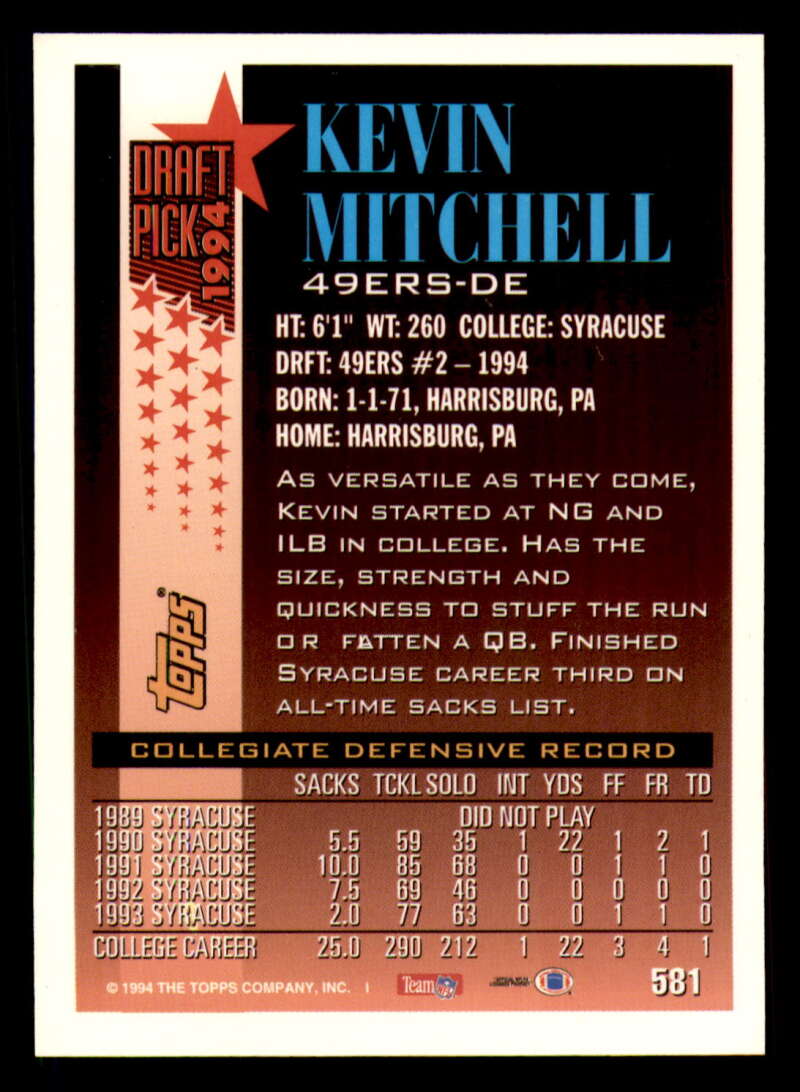 DRAFT
PICK
1994
KEVIN
MITCHELL
49ERS-DE
HT: 6'1" WT: 260 COLLEGE: SYRACUSE
DRFT: 49ERS #2 – 1994
BORN: 1-1-71, HARRISBURG, PA
HOME: HARRISBURG, PA
AS VERSATILE AS THEY COME,
KEVIN STARTED AT NG AND
ILB IN COLLEGE. HAS THE
SIZE, STRENGTH AND
QUICKNESS TO STUFF THE RUN
OR FATTEN A QB. FINISHED
SYRACUSE CAREER THIRD ON
ALL-TIME SACKS LIST.
TOPPS®
COLLEGIATE DEFENSIVE RECORD
SACKS TCKL SOLO INT YDS FF FR TD
1989 SYRACUSE DID NOT PLAY
1990 SYRACUSE 5.5 59 35 1 22 1 2 1
1991 SYRACUSE 10.0 85 68 0 0 1 1 0
1992 SYRACUSE 7.5 69 46 0 0 0 0 0
1993 SYRACUSE 2.0 77 63 0 0 1 1 0
COLLEGE CAREER 25.0 290 212 1 22 3 4 1
© 1994 THE TOPPS COMPANY, INC. I Team NFL 581